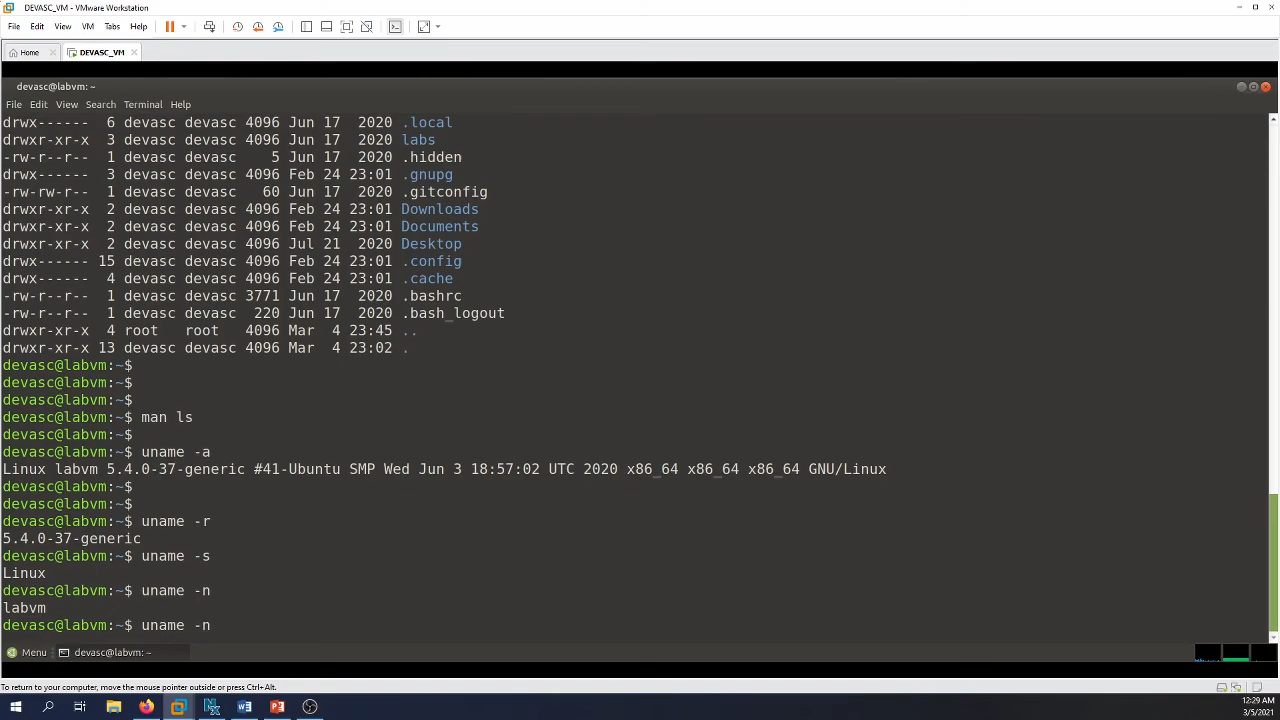 DEVASC_VM - VMware Workstation
File Edit View VM Tabs Help
Home DEVASC_VM
devasc@labvm: ~
File Edit View Search Terminal Help
drwx------ 6 devasc devasc 4096 Jun 17 2020 .local
drwxr-xr-x 3 devasc devasc 4096 Jun 17 2020 labs
-rw-r--r-- 1 devasc devasc 5 Jun 17 2020 .hidden
drwx------ 3 devasc devasc 4096 Feb 24 23:01 .gnupg
-rw-rw-r-- 1 devasc devasc 60 Jun 17 2020 .gitconfig
drwxr-xr-x 2 devasc devasc 4096 Feb 24 23:01 Downloads
drwxr-xr-x 2 devasc devasc 4096 Feb 24 23:01 Documents
drwxr-xr-x 2 devasc devasc 4096 Jul 21 2020 Desktop
drwx------ 15 devasc devasc 4096 Feb 24 23:01 .config
drwx------ 4 devasc devasc 4096 Feb 24 23:01 .cache
-rw-r--r-- 1 devasc devasc 3771 Jun 17 2020 .bashrc
-rw-r--r-- 1 devasc devasc 220 Jun 17 2020 .bash_logout
drwxr-xr-x 4 root root 4096 Mar 4 23:45 ..
drwxr-xr-x 13 devasc devasc 4096 Mar 4 23:02 .
devasc@labvm:~$
devasc@labvm:~$
devasc@labvm:~$
devasc@labvm:~$ man ls
devasc@labvm:~$
devasc@labvm:~$ uname -a
Linux labvm 5.4.0-37-generic #41-Ubuntu SMP Wed Jun 3 18:57:02 UTC 2020 x86_64 x86_64 x86_64 GNU/Linux
devasc@labvm:~$
devasc@labvm:~$
devasc@labvm:~$ uname -r
5.4.0-37-generic
devasc@labvm:~$ uname -s
Linux
devasc@labvm:~$ uname -n
labvm
devasc@labvm:~$ uname -n
Menu devasc@labvm: ~
To return to your computer, move the mouse pointer outside or press Ctrl+Alt.
12:29 AM
3/5/2021